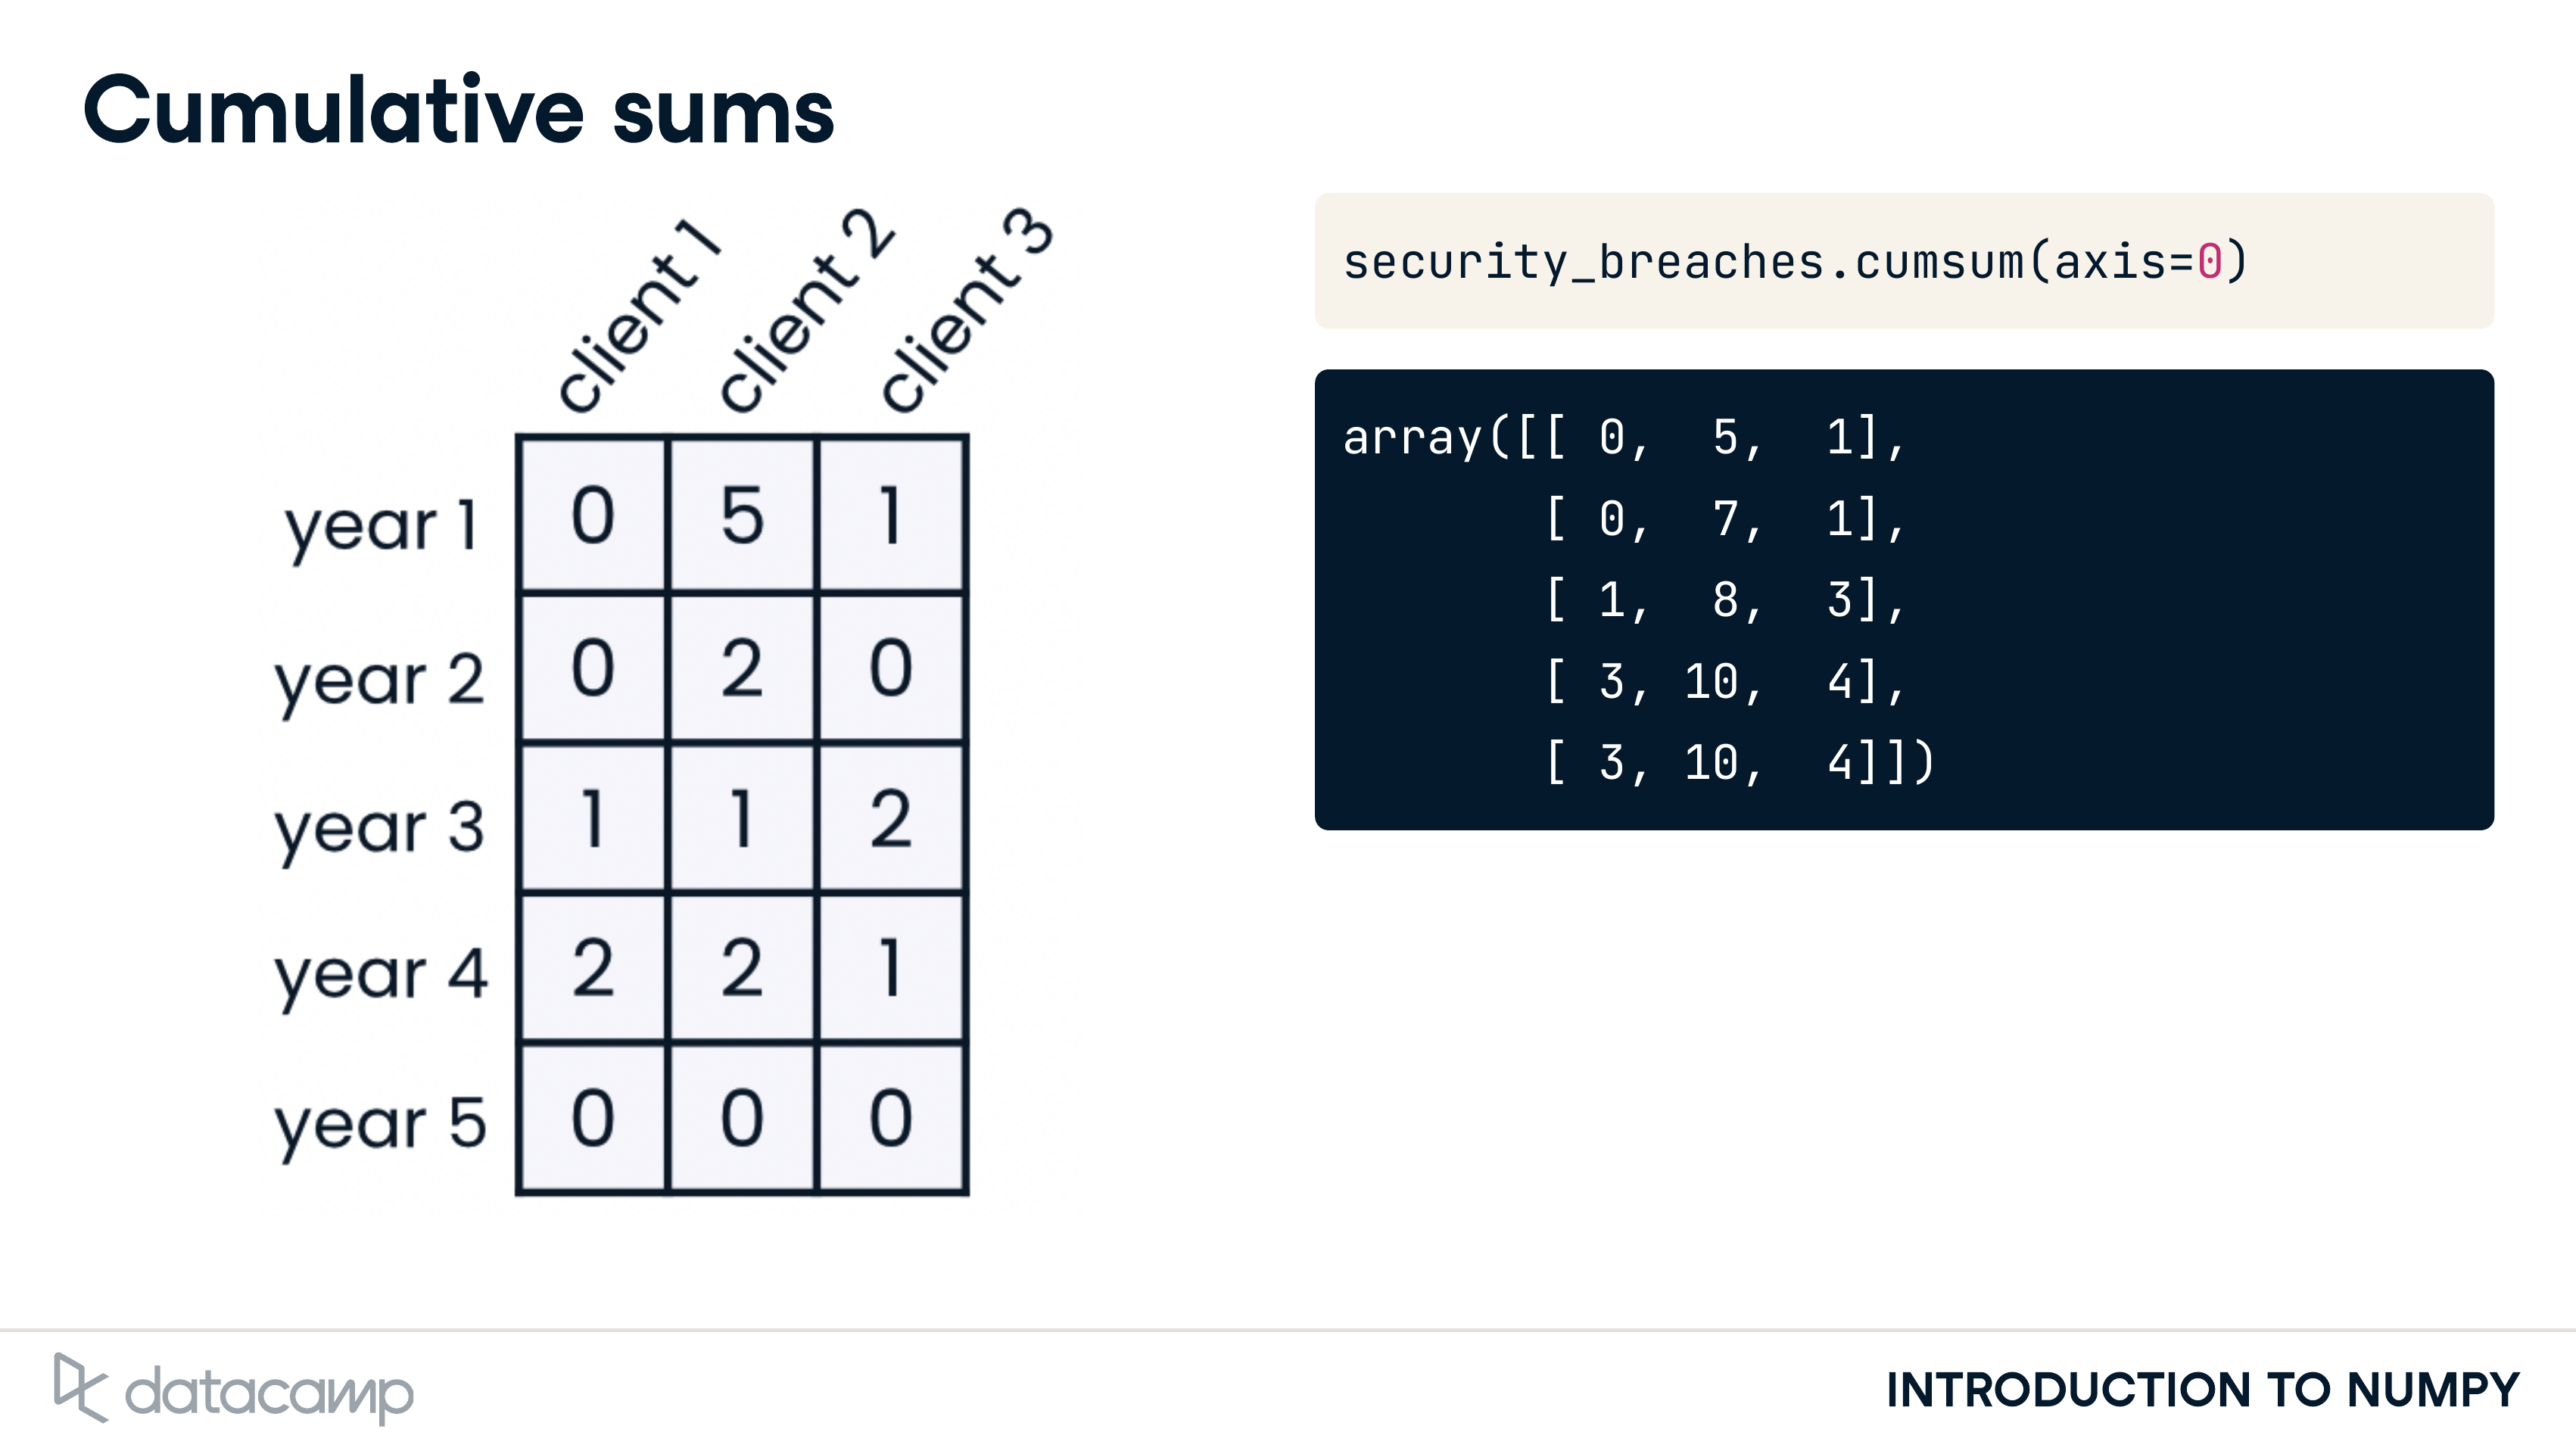 Cumulative sums
client 1 client 2 client 3
year 1 0 5 1
year 2 0 2 0
year 3 1 1 2
year 4 2 2 1
year 5 0 0 0
security_breaches.cumsum(axis=0)
array([[ 0,  5,  1],
       [ 0,  7,  1],
       [ 1,  8,  3],
       [ 3, 10,  4],
       [ 3, 10,  4]])
datacamp
INTRODUCTION TO NUMPY